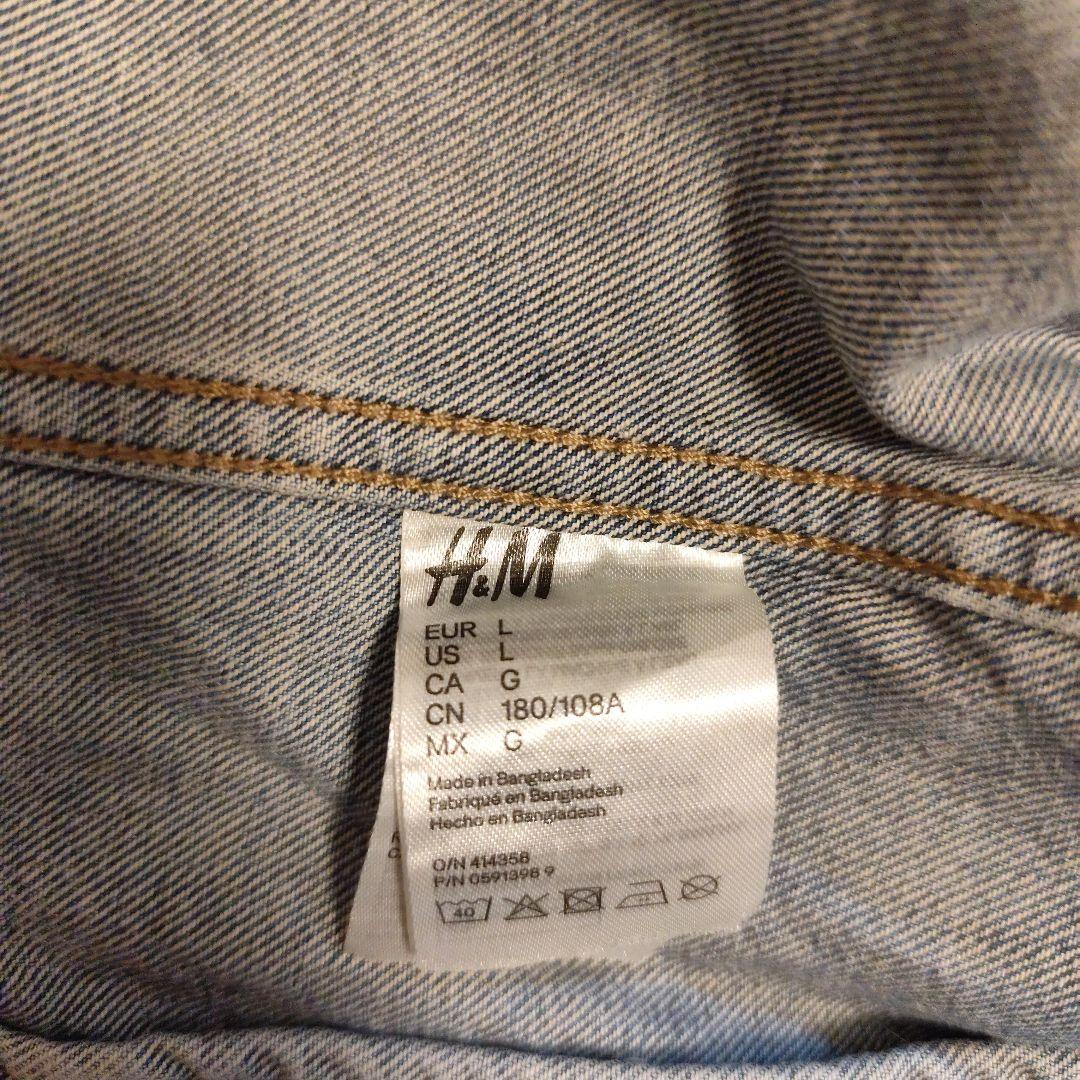 H&M
EUR L
US L
CA G
CN 180/108A
MX G
Made in Bangladesh
Fabriqué en Bangladesh
Hecho en Bangladesh
O/N 414358
P/N 0591398 9
40